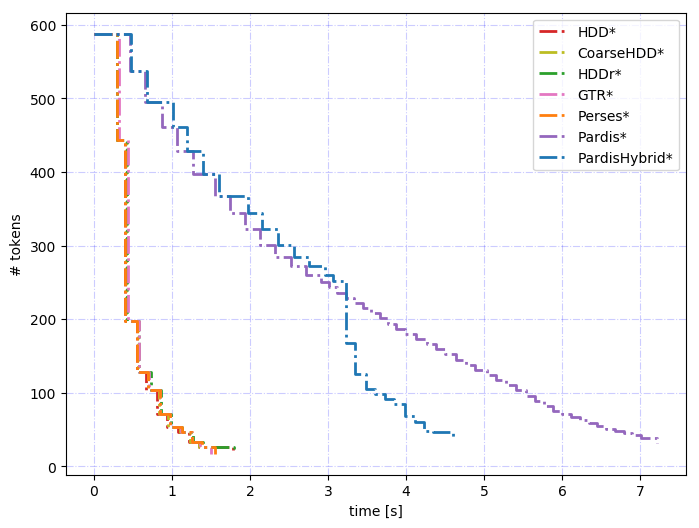 # tokens
600
500
400
300
200
100
0
0 1 2 3 4 5 6 7
time [s]
HDD*
CoarseHDD*
HDDr*
GTR*
Perses*
Pardis*
PardisHybrid*